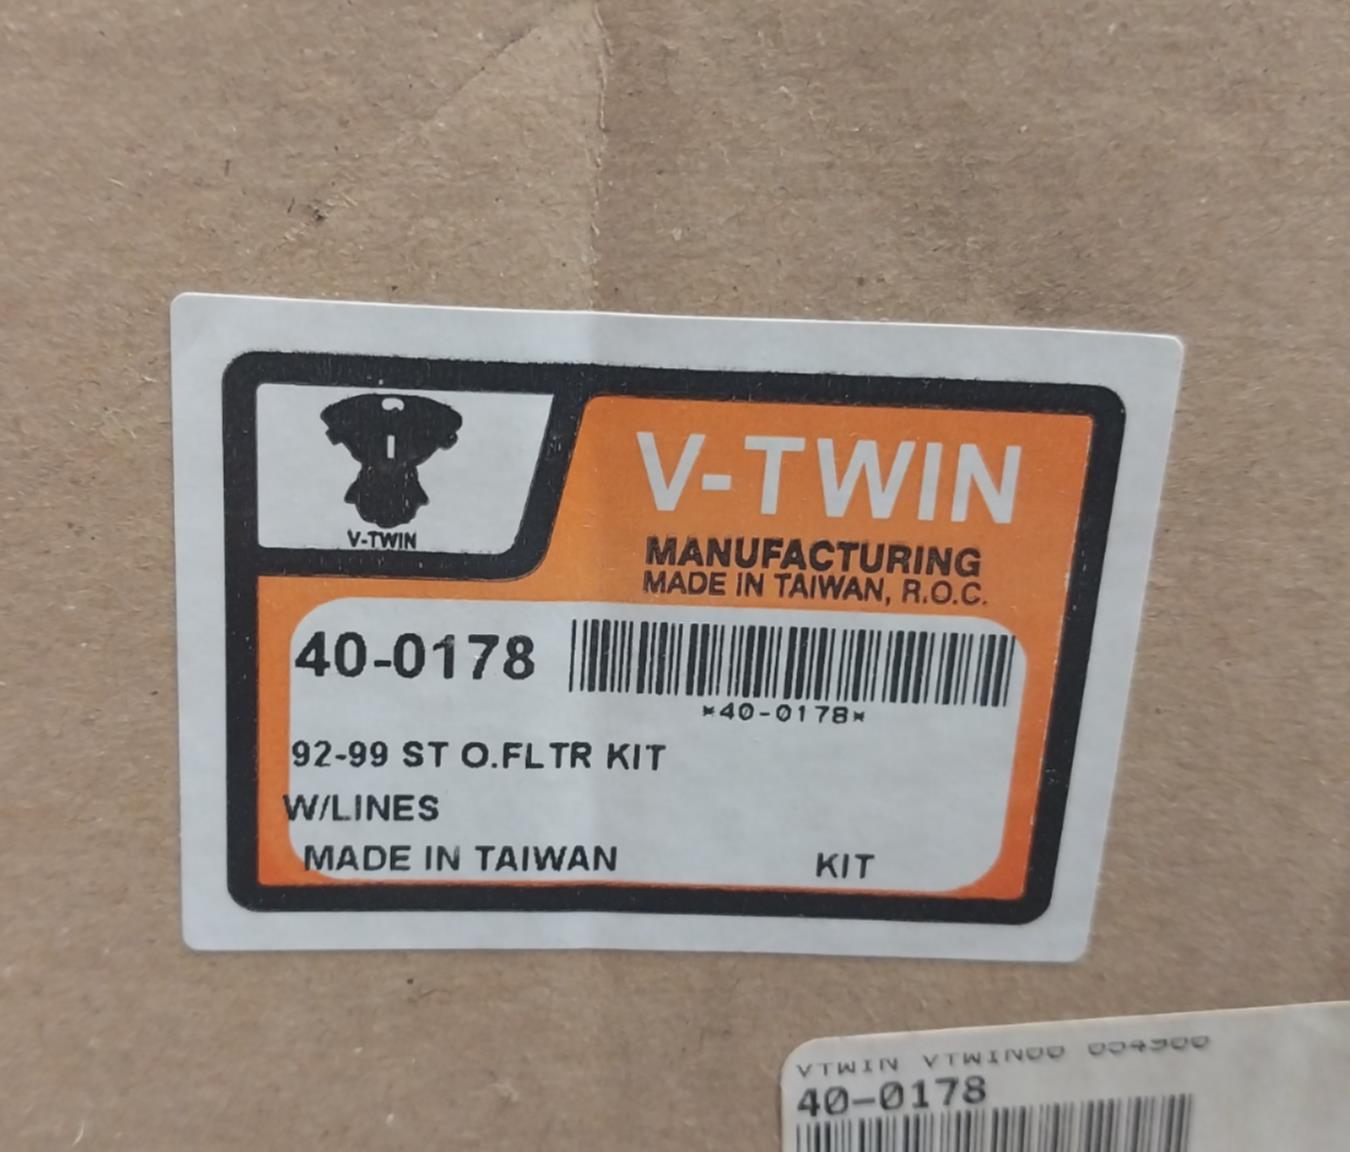 V-TWIN
V-TWIN
MANUFACTURING
MADE IN TAIWAN, R.O.C.
40-0178
*40-0178*
92-99 ST O.FLTR KIT
W/LINES
MADE IN TAIWAN KIT
VTWIN VTWIN00
40-0178